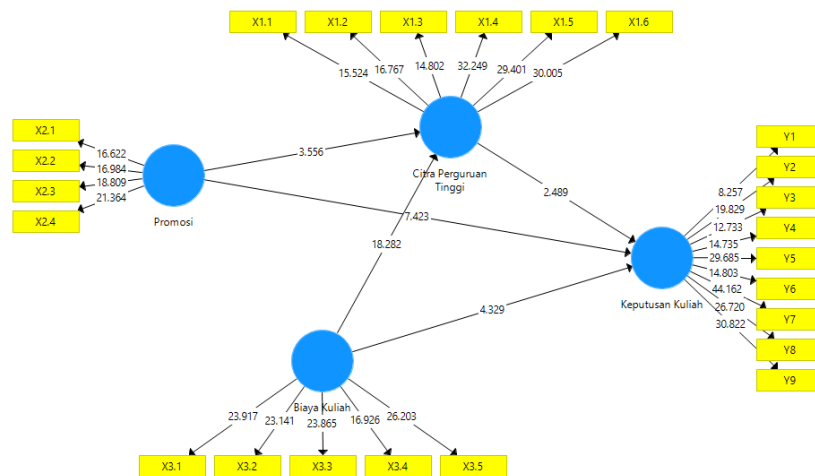 X1.1 X1.2 X1.3 X1.4 X1.5 X1.6
15.524 16.767 14.802 32.249 29.401 30.005
X2.1
X2.2
X2.3
X2.4
16.622
16.984
18.809
21.364
Promosi
3.556
Citra Perguruan
Tinggi
2.489
7.423
18.282
4.329
Y1
Y2
Y3
Y4
Y5
Y6
Y7
Y8
Y9
8.257
19.829
12.733
14.735
29.685
14.803
44.162
26.720
30.822
Keputusan Kuliah
Biaya Kuliah
23.917 23.141 23.865 16.926 26.203
X3.1 X3.2 X3.3 X3.4 X3.5